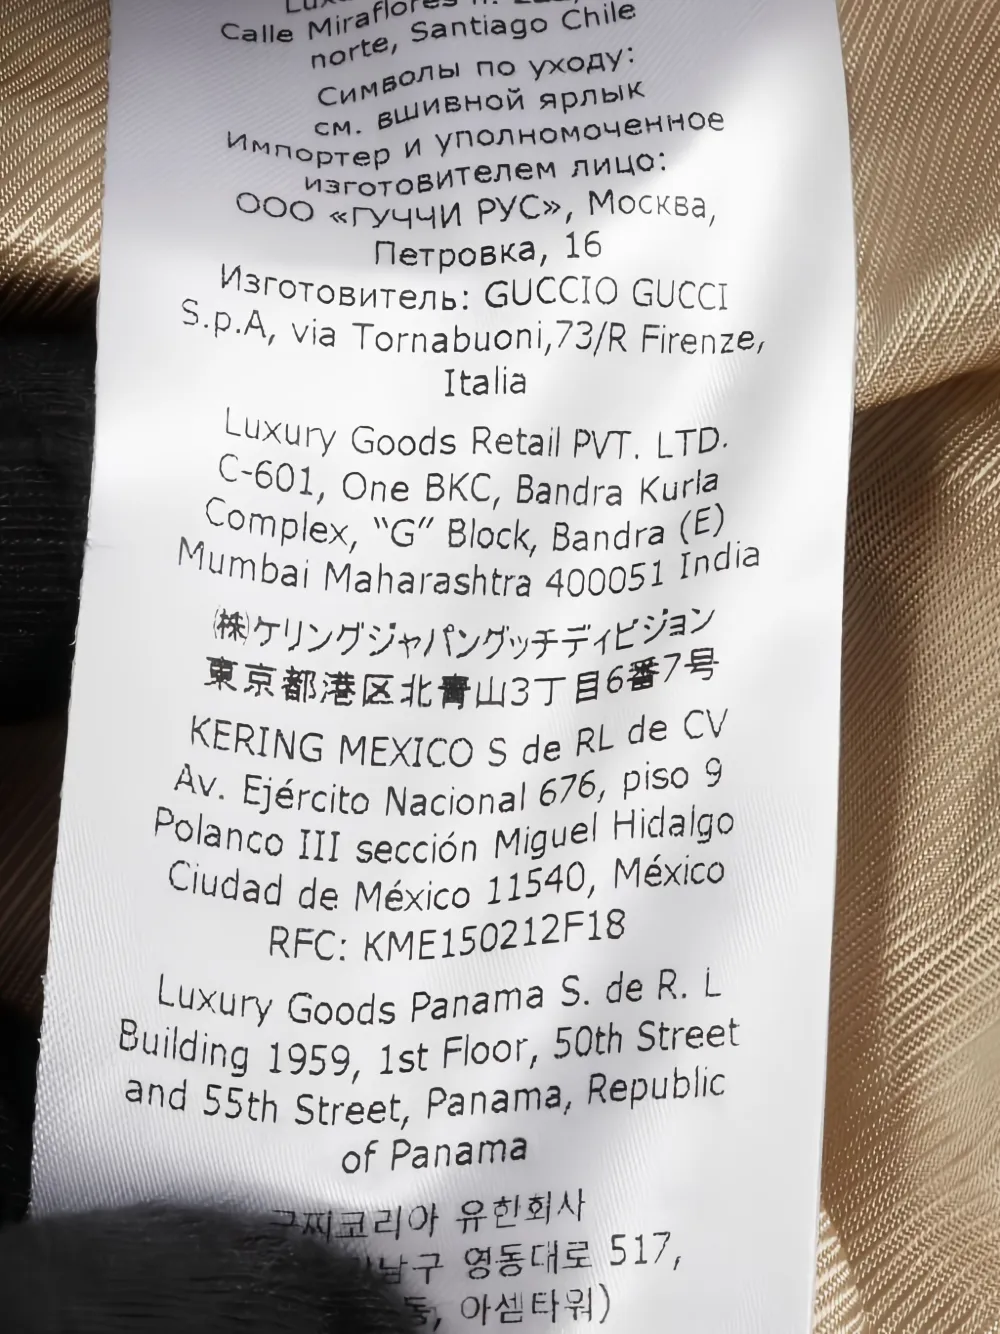 Calle Miraflores n.
norte, Santiago Chile
Символы по уходу:
см. вшивной ярлык
Импортер и уполномоченное
изготовителем лицо:
ООО «ГУЧЧИ РУС», Москва,
Петровка, 16
Изготовитель: GUCCIO GUCCI
S.p.A, via Tornabuoni,73/R Firenze,
Italia
Luxury Goods Retail PVT. LTD.
C-601, One BKC, Bandra Kurla
Complex, “G” Block, Bandra (E)
Mumbai Maharashtra 400051 India
㈱ケリングジャパングッチディビジョン
東京都港区北青山3丁目6番7号
KERING MEXICO S de RL de CV
Av. Ejército Nacional 676, piso 9
Polanco III sección Miguel Hidalgo
Ciudad de México 11540, México
RFC: KME150212F18
Luxury Goods Panama S. de R. L
Building 1959, 1st Floor, 50th Street
and 55th Street, Panama, Republic
of Panama
구찌코리아 유한회사
영동대로 517,
아셈타워)